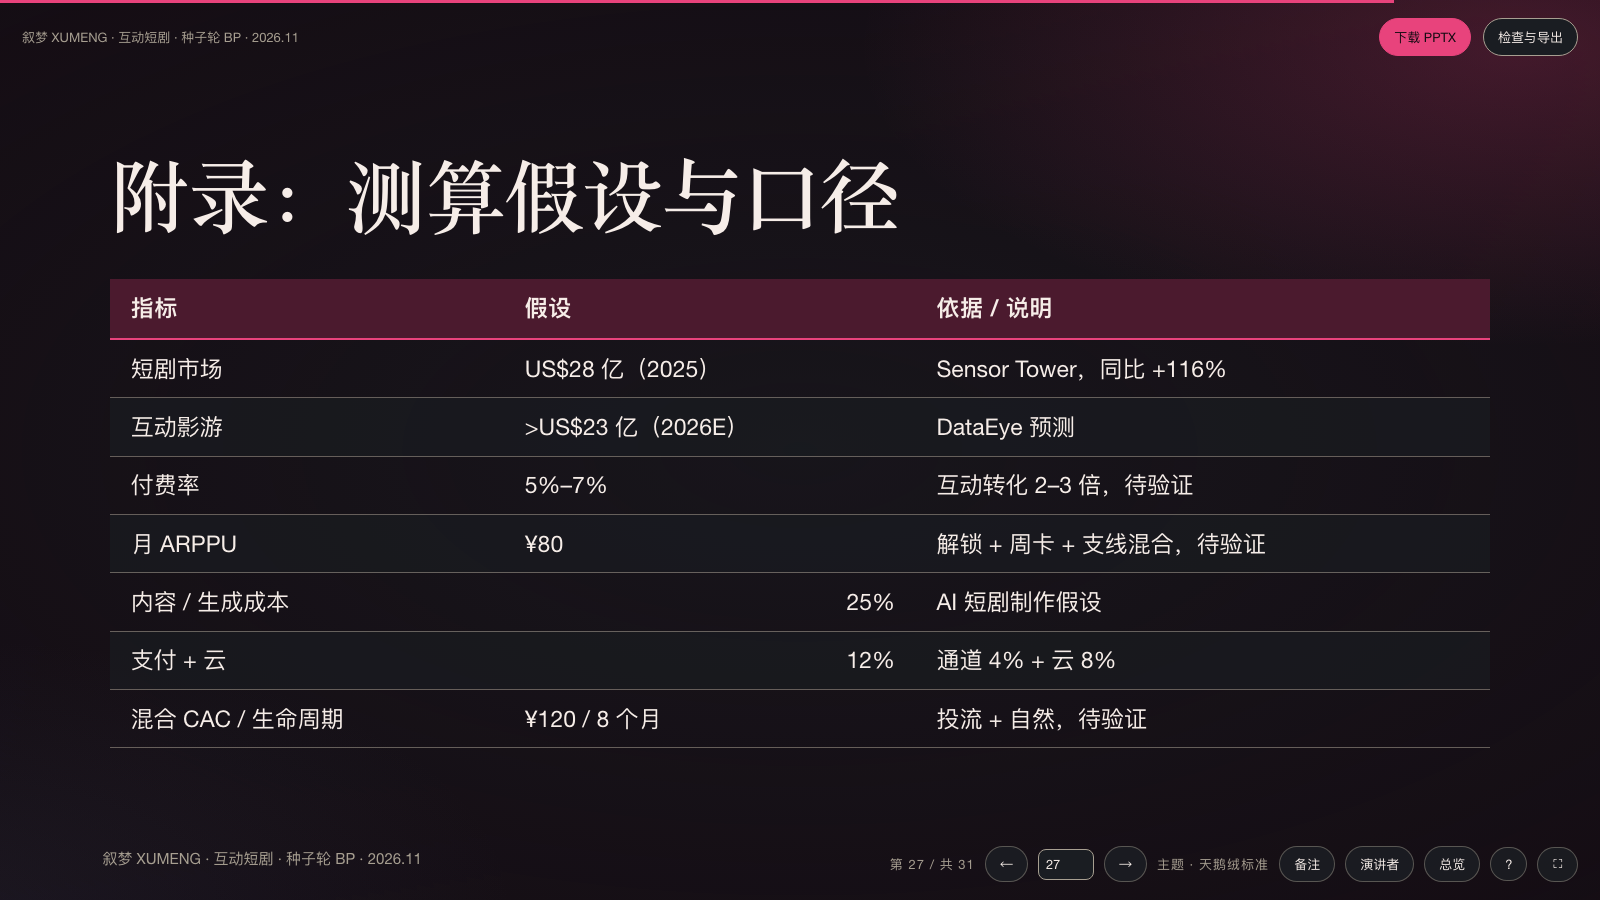 叙梦 XUMENG · 互动短剧 · 种子轮 BP · 2026.11
下载 PPTX
检查与导出
附录：测算假设与口径
指标 假设 依据 / 说明
短剧市场 US$28 亿（2025） Sensor Tower，同比 +116%
互动影游 >US$23 亿（2026E） DataEye 预测
付费率 5%–7% 互动转化 2–3 倍，待验证
月 ARPPU ¥80 解锁 + 周卡 + 支线混合，待验证
内容 / 生成成本 25% AI 短剧制作假设
支付 + 云 12% 通道 4% + 云 8%
混合 CAC / 生命周期 ¥120 / 8 个月 投流 + 自然，待验证
叙梦 XUMENG · 互动短剧 · 种子轮 BP · 2026.11
第 27 / 共 31 ← 27 → 主题 · 天鹅绒标准 备注 演讲者 总览 ?